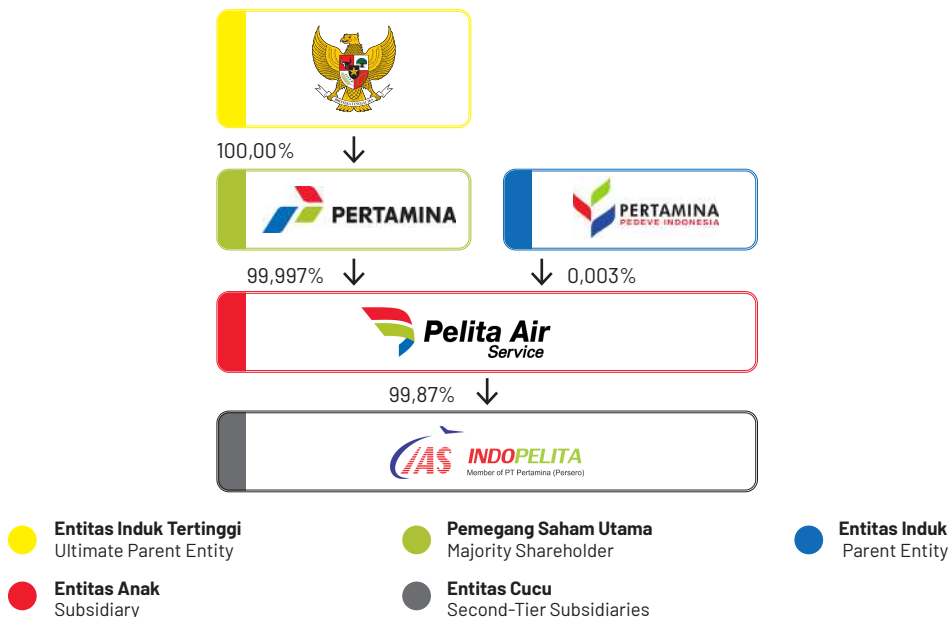 100,00%
PERTAMINA
PERTAMINA
PEDEVE INDONESIA
99,997%
0,003%
Pelita Air
Service
99,87%
IAS INDOPELITA
Member of PT Pertamina (Persero)
Entitas Induk Tertinggi
Ultimate Parent Entity
Pemegang Saham Utama
Majority Shareholder
Entitas Induk
Parent Entity
Entitas Anak
Subsidiary
Entitas Cucu
Second-Tier Subsidiaries